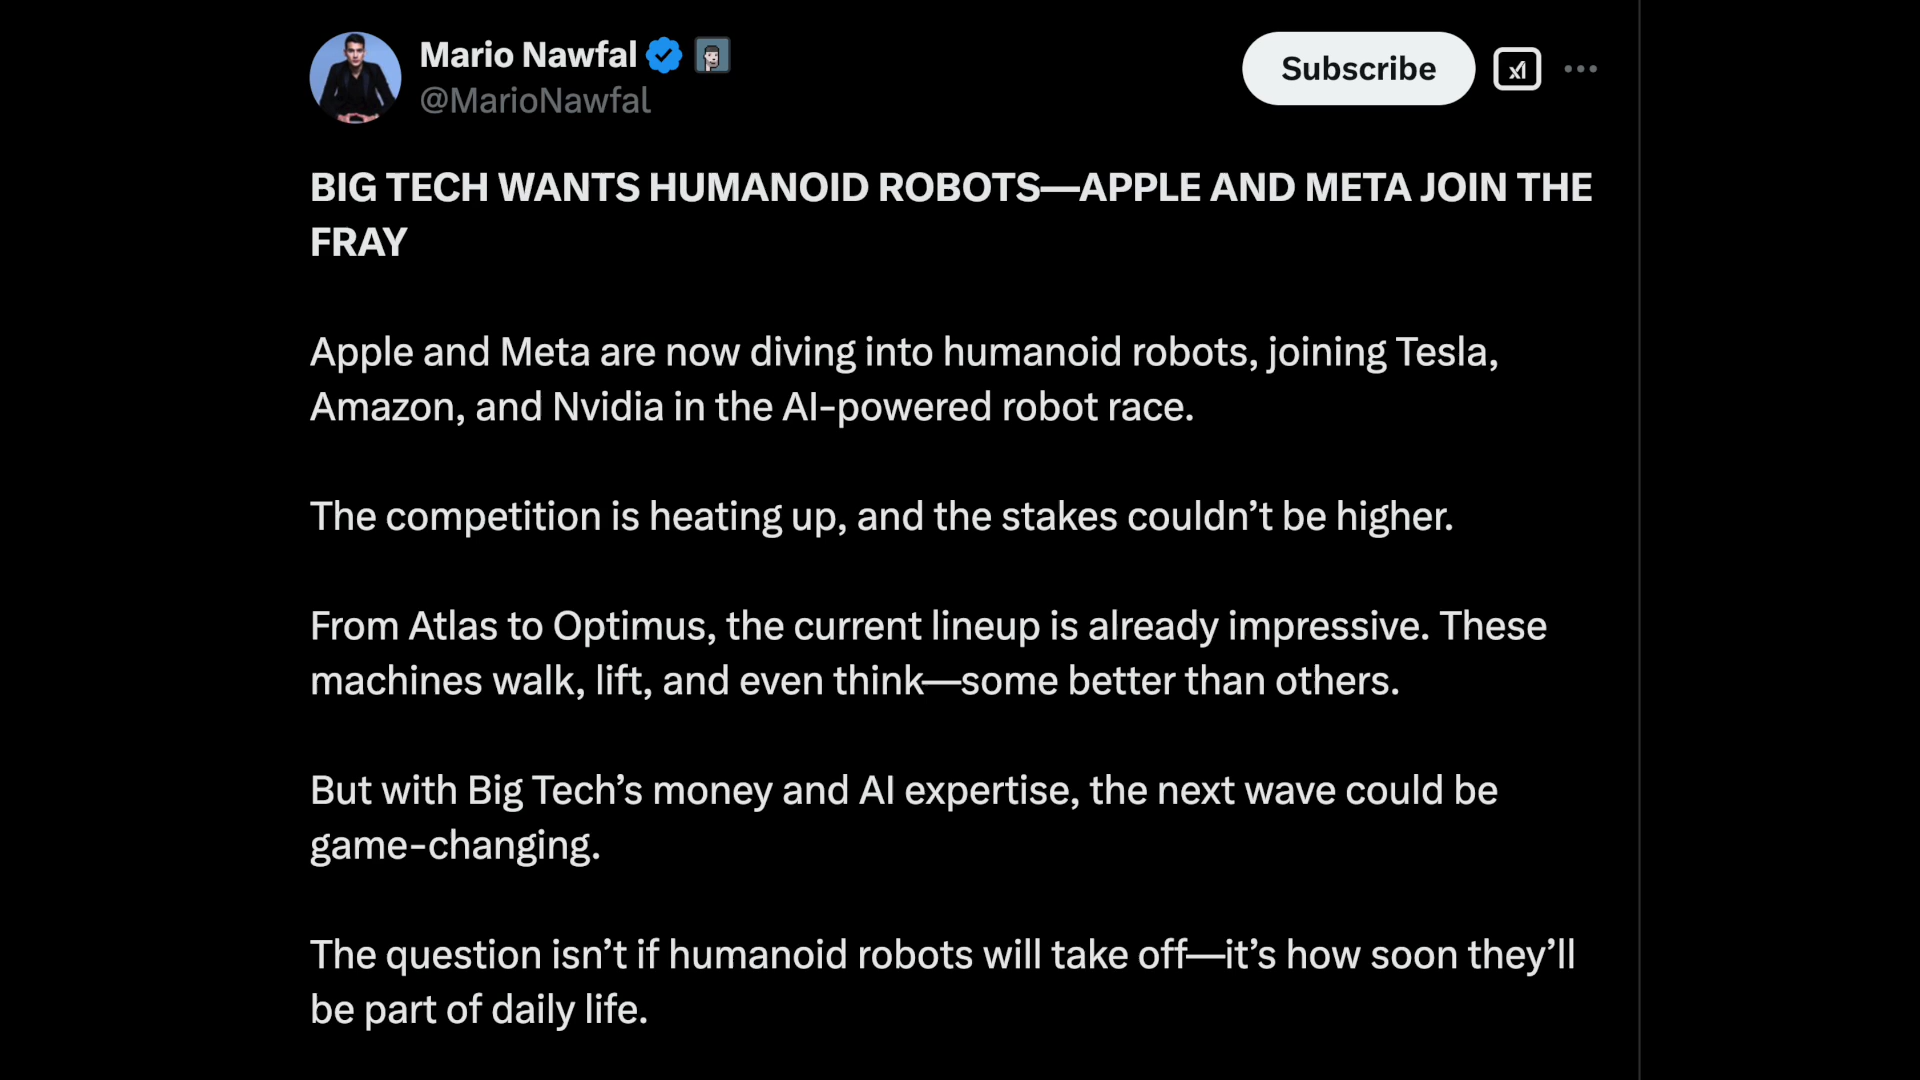 Mario Nawfal
@MarioNawfal
Subscribe
BIG TECH WANTS HUMANOID ROBOTS—APPLE AND META JOIN THE
FRAY
Apple and Meta are now diving into humanoid robots, joining Tesla,
Amazon, and Nvidia in the AI-powered robot race.
The competition is heating up, and the stakes couldn’t be higher.
From Atlas to Optimus, the current lineup is already impressive. These
machines walk, lift, and even think—some better than others.
But with Big Tech’s money and AI expertise, the next wave could be
game-changing.
The question isn’t if humanoid robots will take off—it’s how soon they’ll
be part of daily life.